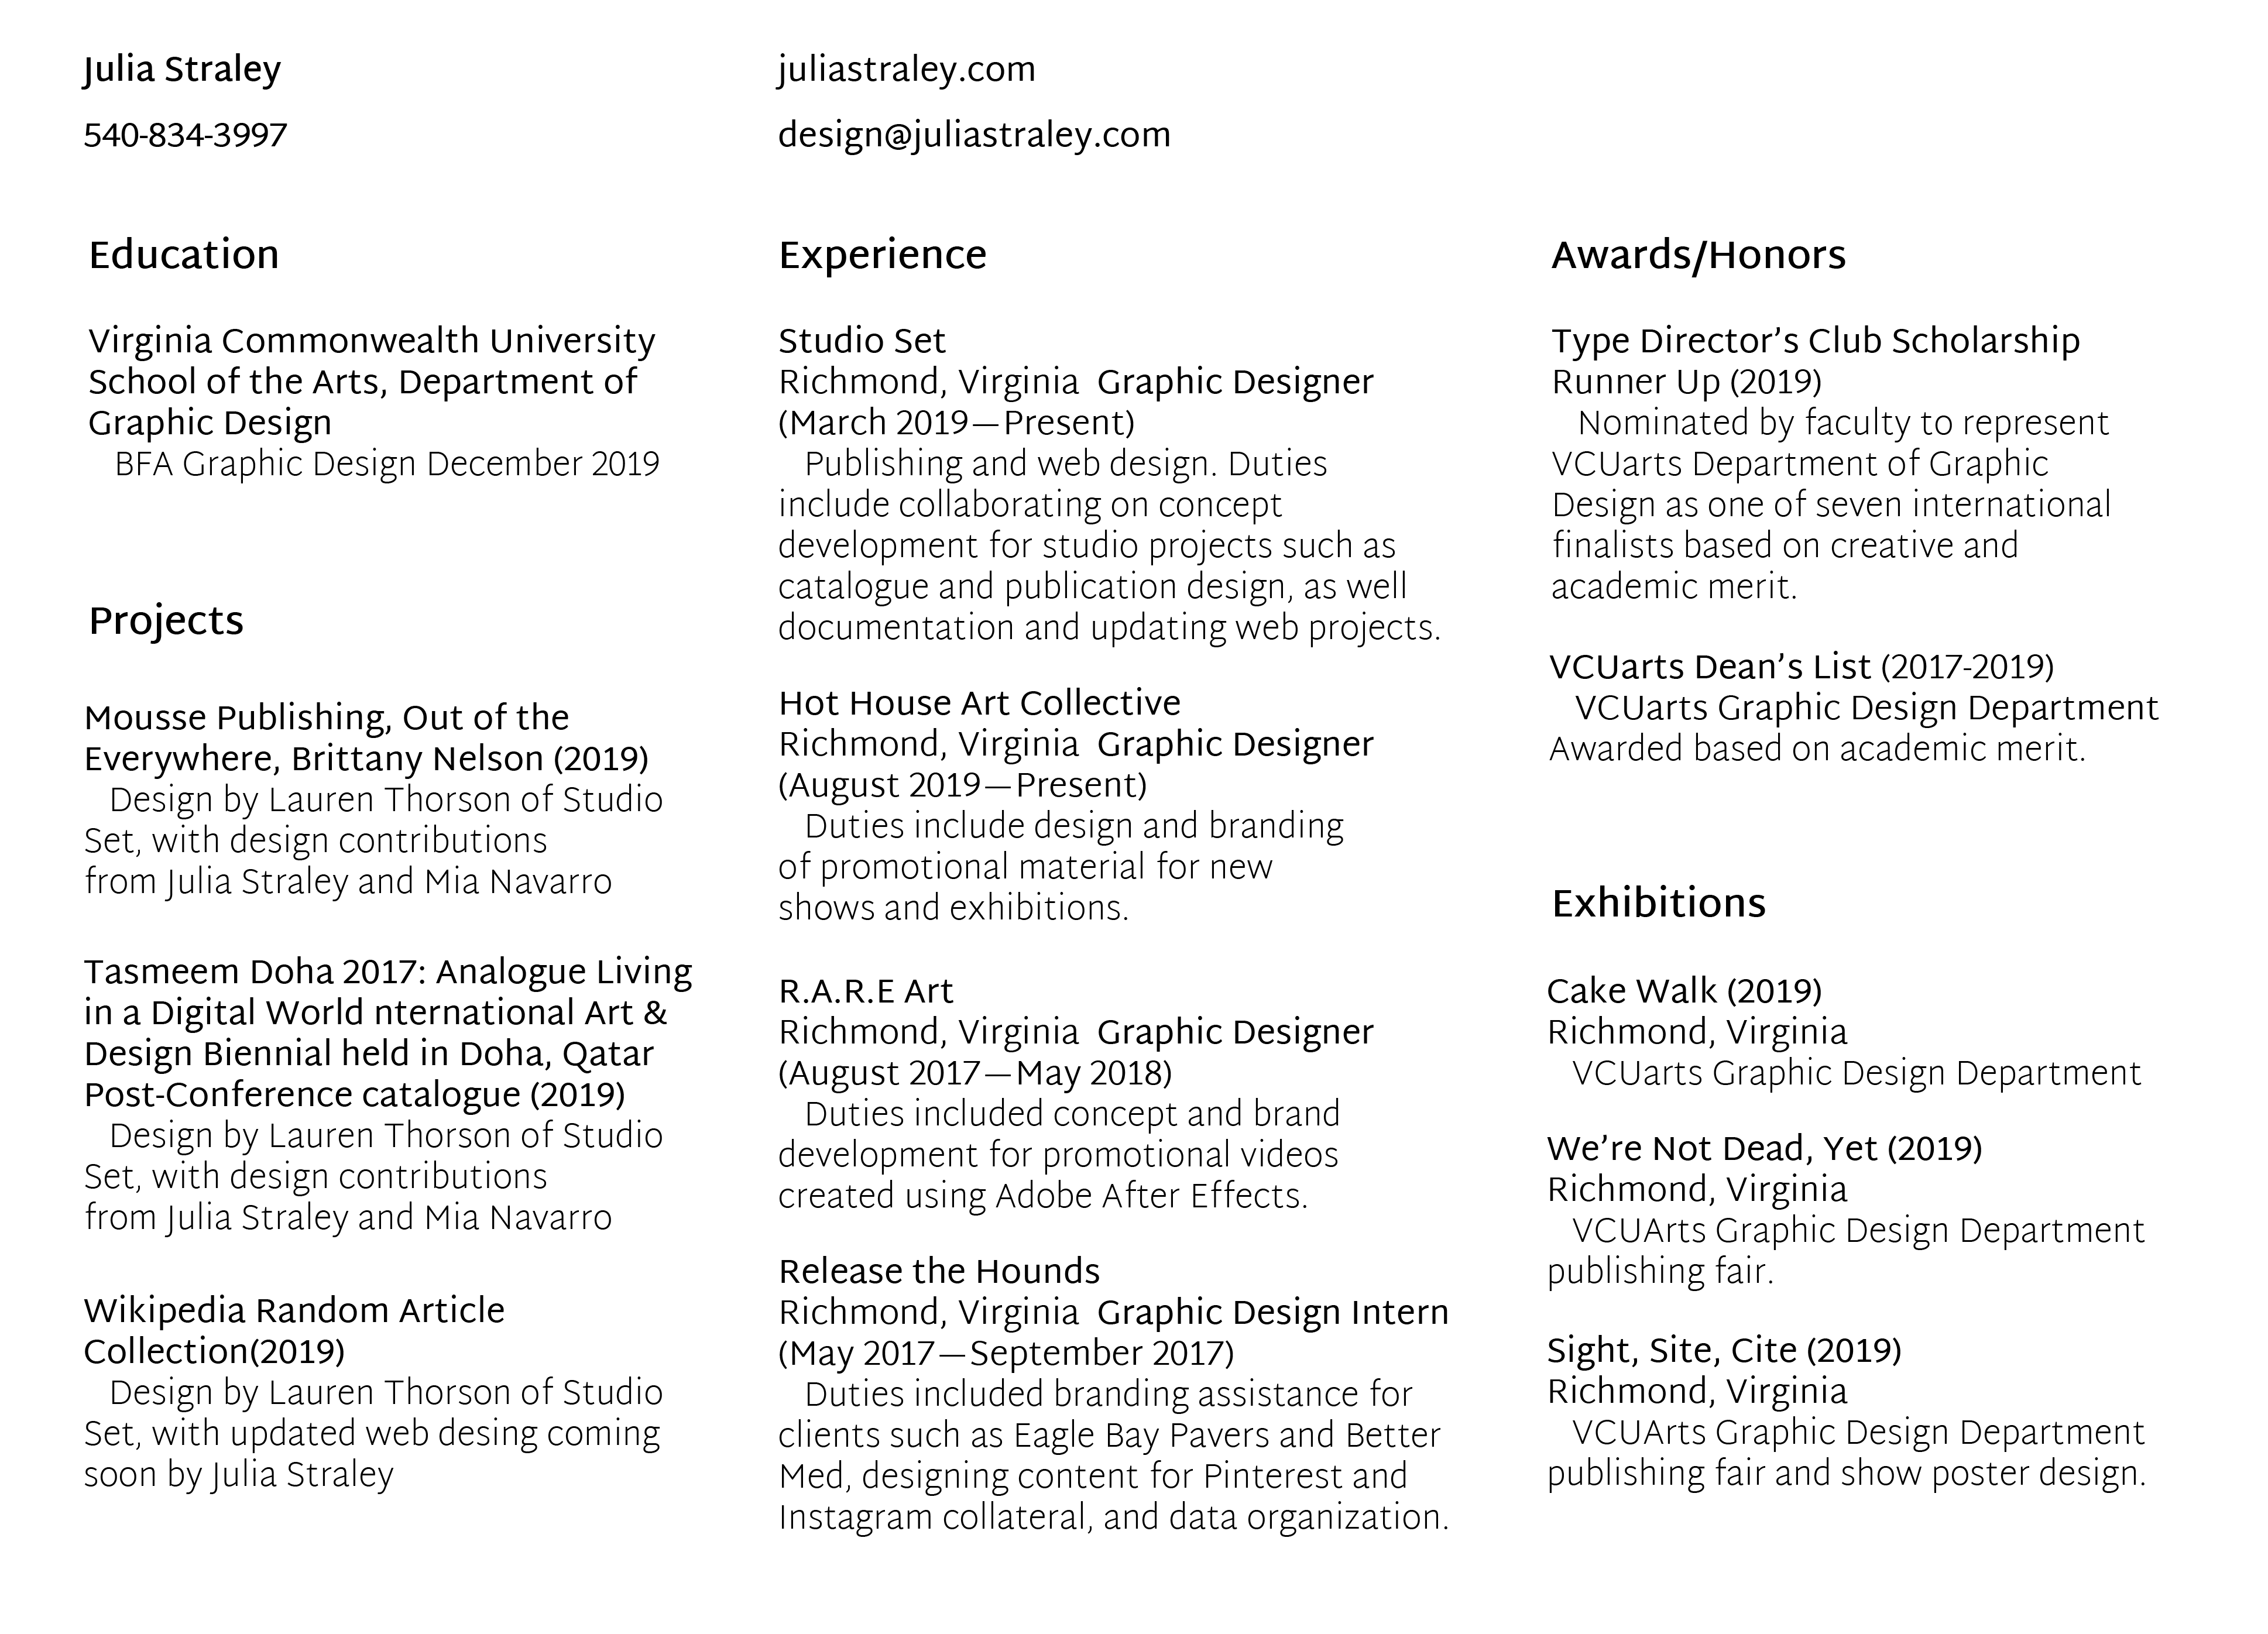 Julia Straley
540-834-3997
juliastraley.com
design@juliastraley.com
Education
Virginia Commonwealth University
School of the Arts, Department of
Graphic Design
BFA Graphic Design December 2019
Projects
Mousse Publishing, Out of the
Everywhere, Brittany Nelson (2019)
Design by Lauren Thorson of Studio
Set, with design contributions
from Julia Straley and Mia Navarro
Tasmeem Doha 2017: Analogue Living
in a Digital World nternational Art &
Design Biennial held in Doha, Qatar
Post-Conference catalogue (2019)
Design by Lauren Thorson of Studio
Set, with design contributions
from Julia Straley and Mia Navarro
Wikipedia Random Article
Collection(2019)
Design by Lauren Thorson of Studio
Set, with updated web desing coming
soon by Julia Straley
Experience
Studio Set
Richmond, Virginia  Graphic Designer
(March 2019—Present)
Publishing and web design. Duties
include collaborating on concept
development for studio projects such as
catalogue and publication design, as well
documentation and updating web projects.
Hot House Art Collective
Richmond, Virginia  Graphic Designer
(August 2019—Present)
Duties include design and branding
of promotional material for new
shows and exhibitions.
R.A.R.E Art
Richmond, Virginia  Graphic Designer
(August 2017—May 2018)
Duties included concept and brand
development for promotional videos
created using Adobe After Effects.
Release the Hounds
Richmond, Virginia  Graphic Design Intern
(May 2017—September 2017)
Duties included branding assistance for
clients such as Eagle Bay Pavers and Better
Med, designing content for Pinterest and
Instagram collateral, and data organization.
Awards/Honors
Type Director’s Club Scholarship
Runner Up (2019)
Nominated by faculty to represent
VCUarts Department of Graphic
Design as one of seven international
finalists based on creative and
academic merit.
VCUarts Dean’s List (2017-2019)
VCUarts Graphic Design Department
Awarded based on academic merit.
Exhibitions
Cake Walk (2019)
Richmond, Virginia
VCUarts Graphic Design Department
We’re Not Dead, Yet (2019)
Richmond, Virginia
VCUArts Graphic Design Department
publishing fair.
Sight, Site, Cite (2019)
Richmond, Virginia
VCUArts Graphic Design Department
publishing fair and show poster design.